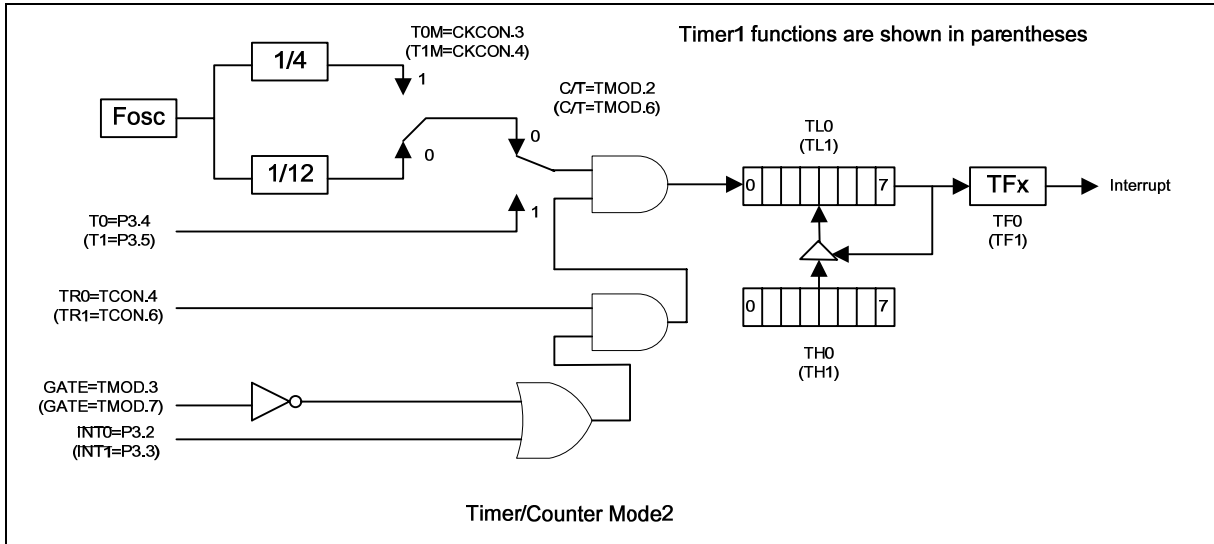 T0M=CKCON.3
(T1M=CKCON.4)
Timer1 functions are shown in parentheses
1/4
1
C/T=TMOD.2
(C/T=TMOD.6)
Fosc
0
0
TL0
(TL1)
1/12
0
7
TFx
Interrupt
T0=P3.4
(T1=P3.5)
1
TF0
(TF1)
TR0=TCON.4
(TR1=TCON.6)
0
7
TH0
(TH1)
GATE=TMOD.3
(GATE=TMOD.7)
INT0=P3.2
(INT1=P3.3)
Timer/Counter Mode2